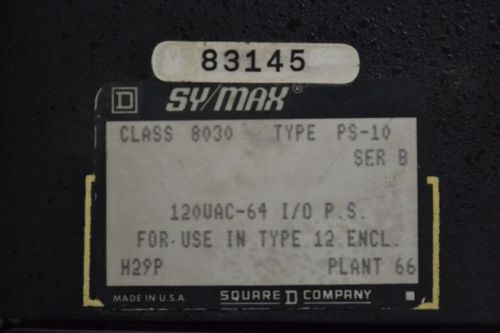 83145
D SY/MAX®
CLASS 8030 TYPE PS-10
SER B
120VAC-64 I/O P.S.
FOR USE IN TYPE 12 ENCL.
H29P PLANT 66
MADE IN U.S.A. SQUARE D COMPANY